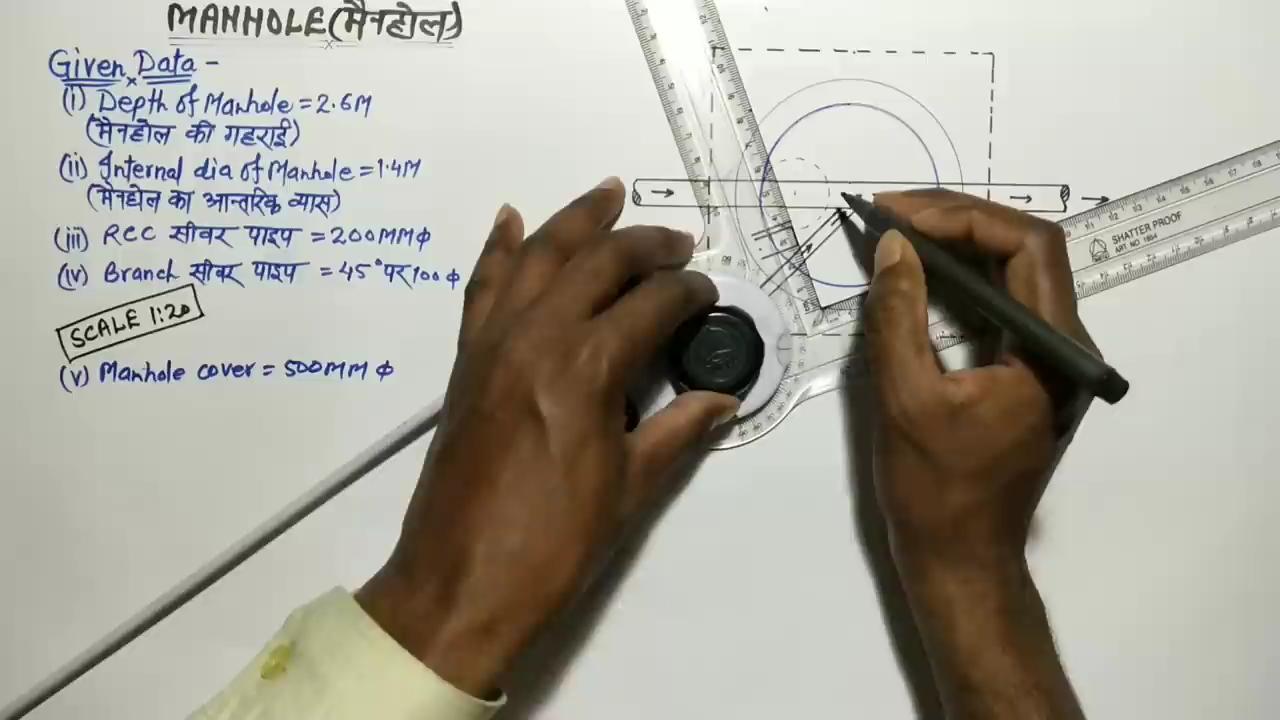 MANHOLE(मैनहोल)
Given Data -
(i) Depth of Manhole = 2.6M
(मैनहोल की गहराई)
(ii) Internal dia of Manhole = 1.4M
(मैनहोल का आन्तरिक व्यास)
(iii) RCC सीवर पाइप = 200MMϕ
(iv) Branch सीवर पाइप = 45° पर 100 ϕ
SCALE 1:20
(v) Manhole cover = 500MM ϕ
SHATTER PROOF